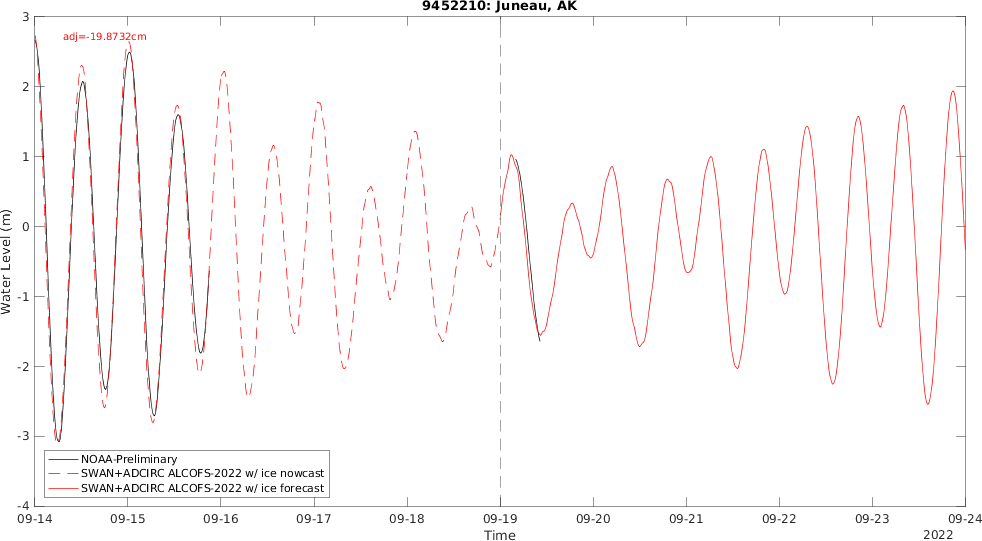 9452210: Juneau, AK
adj=-19.8732cm
3
2
1
0
-1
-2
-3
-4
Water Level (m)
NOAA-Preliminary
SWAN+ADCIRC ALCOFS-2022 w/ ice nowcast
SWAN+ADCIRC ALCOFS-2022 w/ ice forecast
09-14 09-15 09-16 09-17 09-18 09-19 09-20 09-21 09-22 09-23 09-24
Time
2022